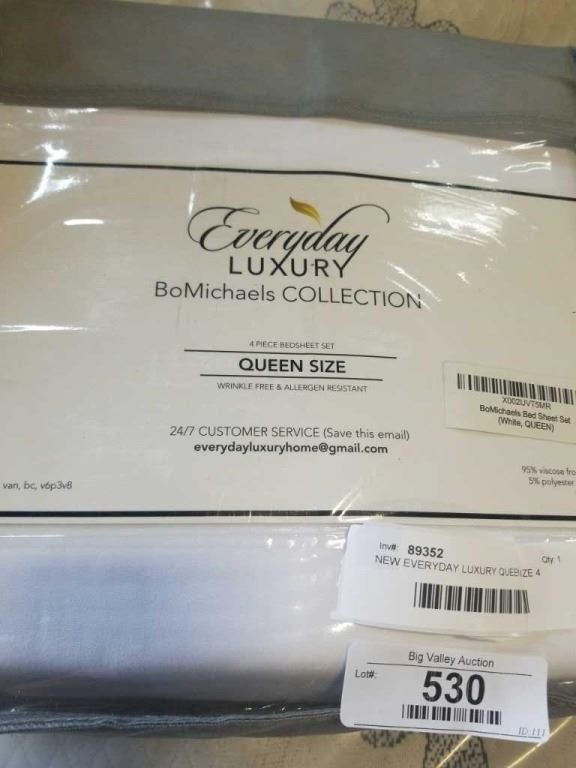 Everyday
LUXURY
BoMichaels COLLECTION
4 PIECE BEDSHEET SET
QUEEN SIZE
WRINKLE FREE & ALLERGEN RESISTANT
X002UVT5MR
BoMichaels Bed Sheet Set
(White, QUEEN)
24/7 CUSTOMER SERVICE (Save this email)
everydayluxuryhome@gmail.com
95% viscose fro
5% polyester
van, bc, v6p3v8
Inv#: 89352 Qty: 1
NEW EVERYDAY LUXURY 4
Big Valley Auction
Lot#:
530
ID:111